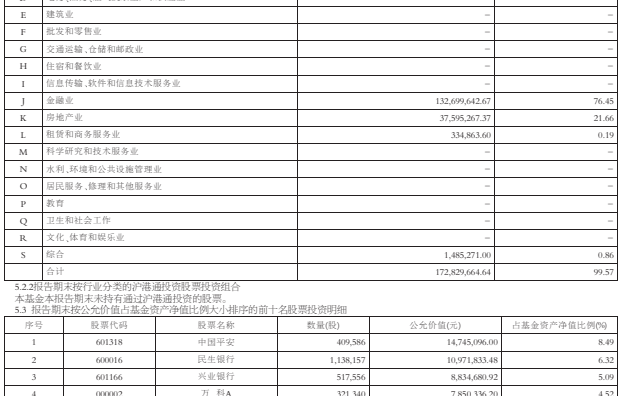 E 建筑业 – –
F 批发和零售业 – –
G 交通运输、仓储和邮政业 – –
H 住宿和餐饮业 – –
I 信息传输、软件和信息技术服务业 – –
J 金融业 132,699,642.67 76.45
K 房地产业 37,595,267.37 21.66
L 租赁和商务服务业 334,863.60 0.19
M 科学研究和技术服务业 – –
N 水利、环境和公共设施管理业 – –
O 居民服务、修理和其他服务业 – –
P 教育 – –
Q 卫生和社会工作 – –
R 文化、体育和娱乐业 – –
S 综合 1,485,271.00 0.86
合计 172,829,664.64 99.57
5.2.2报告期末按行业分类的沪港通投资股票投资组合
本基金本报告期末未持有通过沪港通投资的股票。
5.3 报告期末按公允价值占基金资产净值比例大小排序的前十名股票投资明细
序号 股票代码 股票名称 数量(股) 公允价值(元) 占基金资产净值比例(%)
1 601318 中国平安 409,586 14,745,096.00 8.49
2 600016 民生银行 1,138,157 10,971,833.48 6.32
3 601166 兴业银行 517,556 8,834,680.92 5.09
4 000002 万 科A 321,340 7,850,336.20 4.52